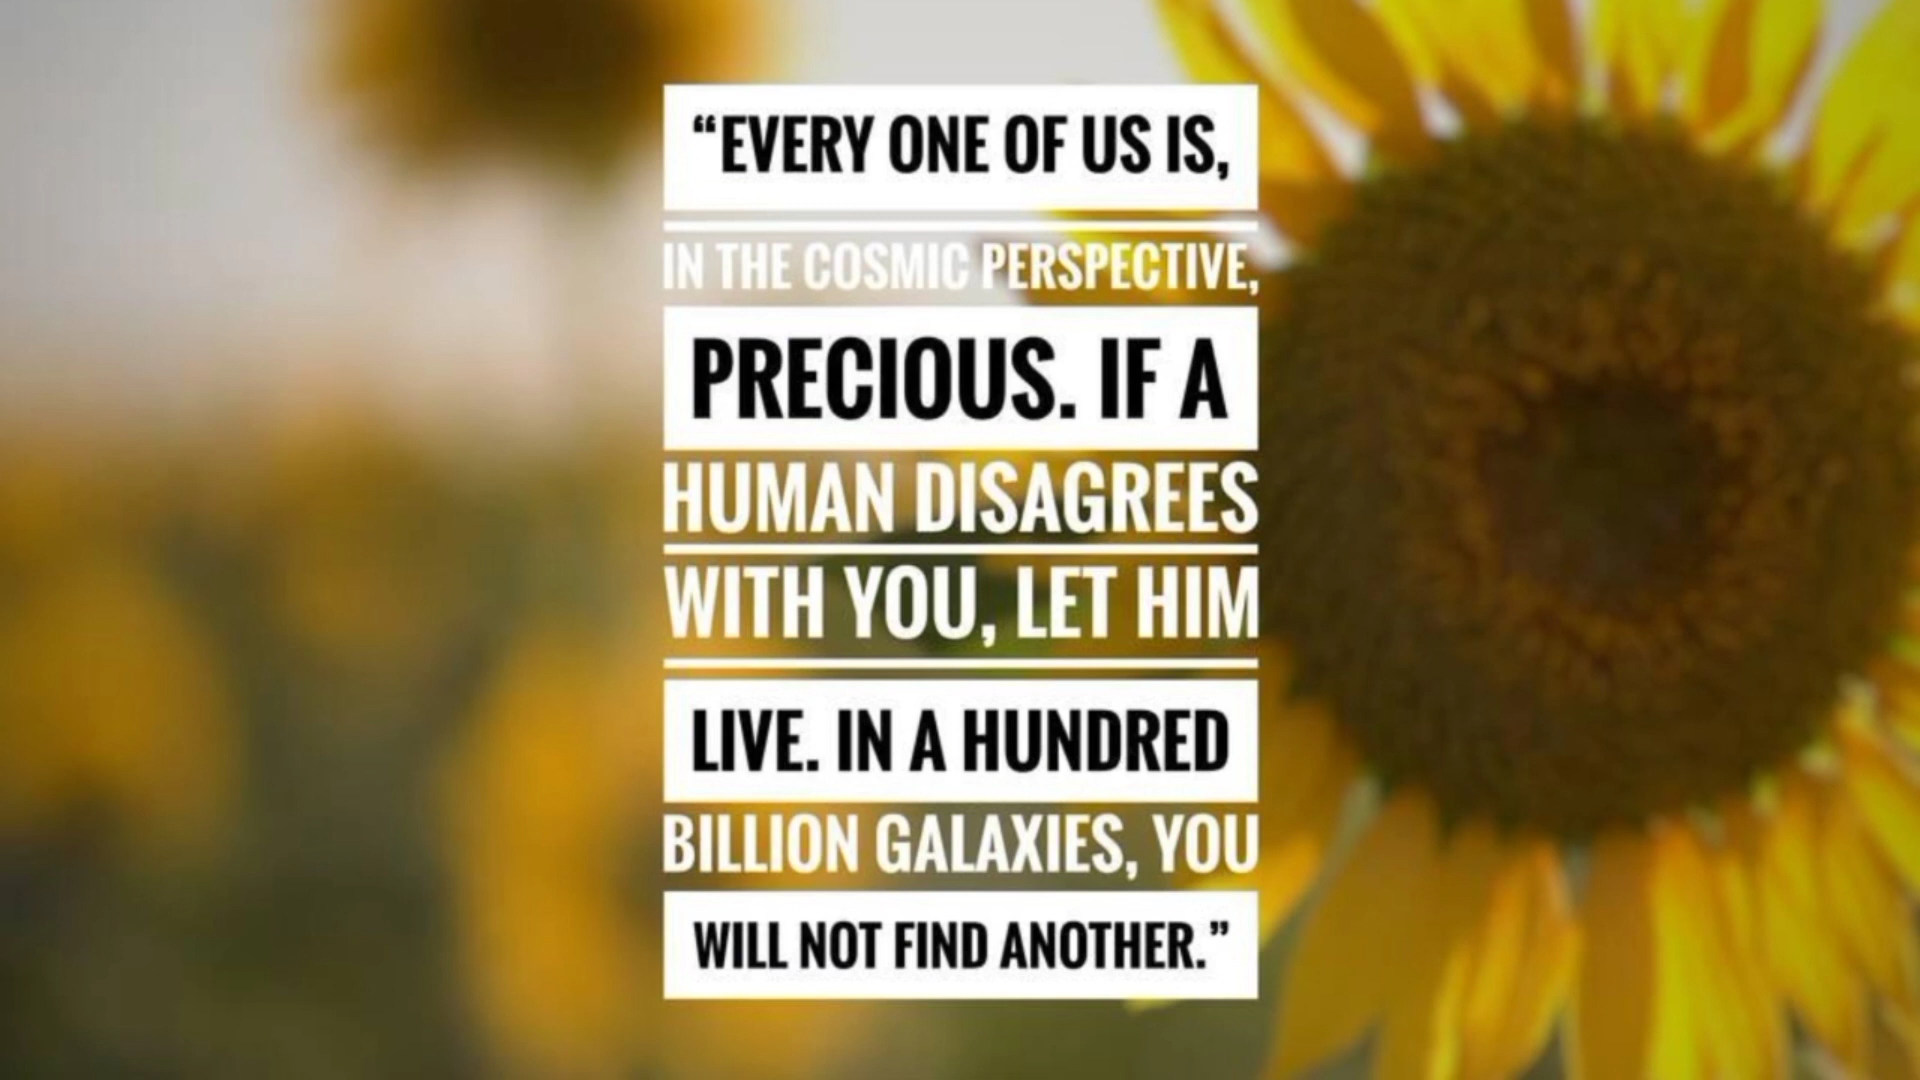 “EVERY ONE OF US IS,
IN THE COSMIC PERSPECTIVE,
PRECIOUS. IF A
HUMAN DISAGREES
WITH YOU, LET HIM
LIVE. IN A HUNDRED
BILLION GALAXIES, YOU
WILL NOT FIND ANOTHER.”